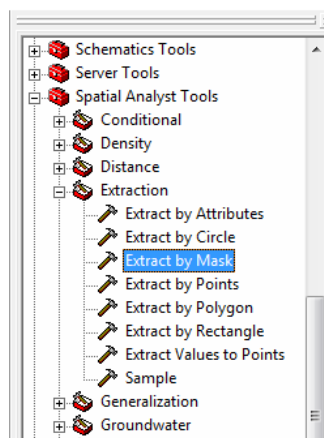 Schematics Tools
Server Tools
Spatial Analyst Tools
Conditional
Density
Distance
Extraction
Extract by Attributes
Extract by Circle
Extract by Mask
Extract by Points
Extract by Polygon
Extract by Rectangle
Extract Values to Points
Sample
Generalization
Groundwater